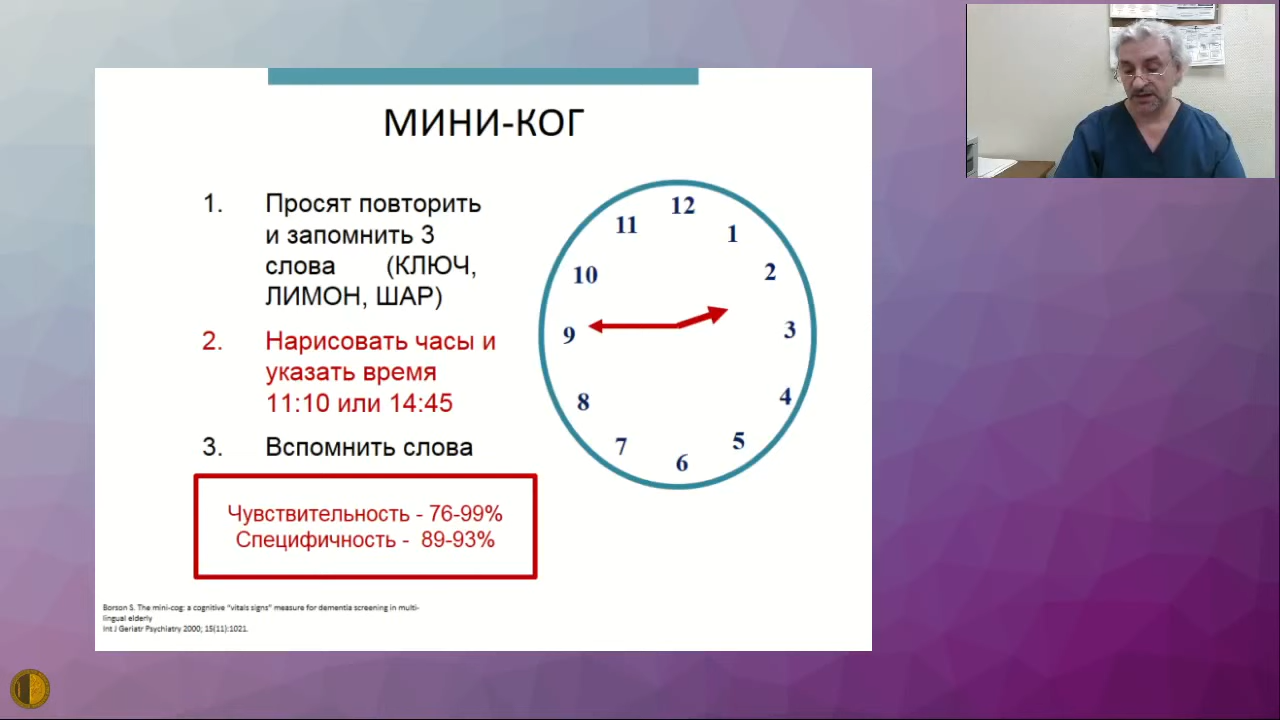 МИНИ-КОГ
1. Просят повторить
и запомнить 3
слова (КЛЮЧ,
ЛИМОН, ШАР)
2. Нарисовать часы и
указать время
11:10 или 14:45
3. Вспомнить слова
Чувствительность - 76-99%
Специфичность - 89-93%
12
11
1
10
2
9
3
8
4
7
5
6
Borson S. The mini-cog: a cognitive "vitals signs" measure for dementia screening in multi-
lingual elderly
Int J Geriatr Psychiatry 2000; 15(11):1021.